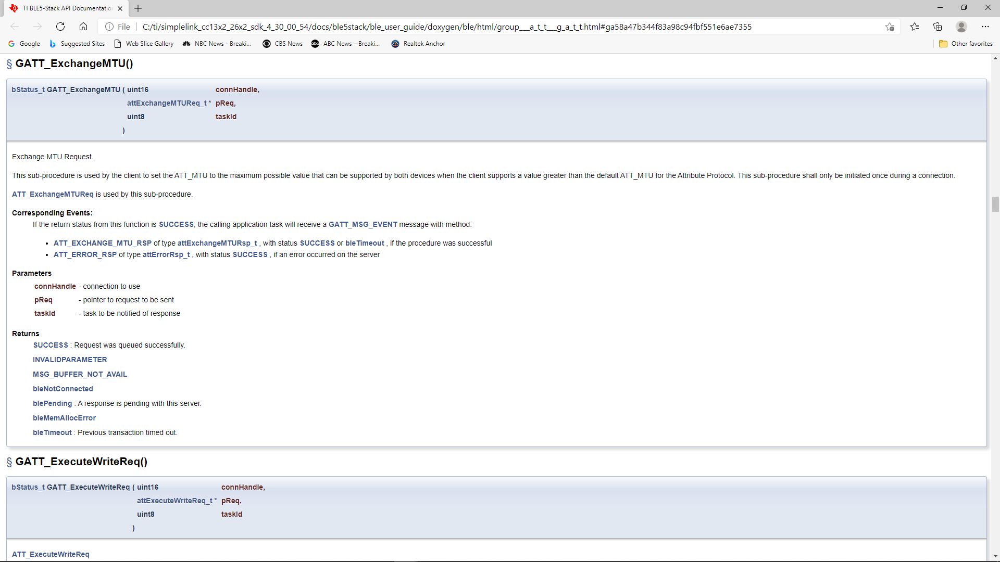 TI BLE5-Stack API Documentatio
File
C:/ti/simplelink_cc13x2_26x2_sdk_4_30_00_54/docs/ble5stack/ble_user_guide/doxygen/ble/html/group___a_t_t___g_a_t_t.html#ga58a47b344f83a98c94fbf551e6ae7355
Google Suggested Sites Web Slice Gallery NBC News - Breaki... CBS News abc ABC News – Breaki... Realtek Anchor Other favorites
§ GATT_ExchangeMTU()
bStatus_t GATT_ExchangeMTU ( uint16 connHandle,
attExchangeMTUReq_t * pReq,
uint8 taskId
)
Exchange MTU Request.
This sub-procedure is used by the client to set the ATT_MTU to the maximum possible value that can be supported by both devices when the client supports a value greater than the default ATT_MTU for the Attribute Protocol. This sub-procedure shall only be initiated once during a connection.
ATT_ExchangeMTUReq is used by this sub-procedure.
Corresponding Events:
If the return status from this function is SUCCESS, the calling application task will receive a GATT_MSG_EVENT message with method:
• ATT_EXCHANGE_MTU_RSP of type attExchangeMTURsp_t , with status SUCCESS or bleTimeout , if the procedure was successful
• ATT_ERROR_RSP of type attErrorRsp_t , with status SUCCESS , if an error occurred on the server
Parameters
connHandle - connection to use
pReq - pointer to request to be sent
taskId - task to be notified of response
Returns
SUCCESS : Request was queued successfully.
INVALIDPARAMETER
MSG_BUFFER_NOT_AVAIL
bleNotConnected
blePending : A response is pending with this server.
bleMemAllocError
bleTimeout : Previous transaction timed out.
§ GATT_ExecuteWriteReq()
bStatus_t GATT_ExecuteWriteReq ( uint16 connHandle,
attExecuteWriteReq_t * pReq,
uint8 taskId
)
ATT_ExecuteWriteReq